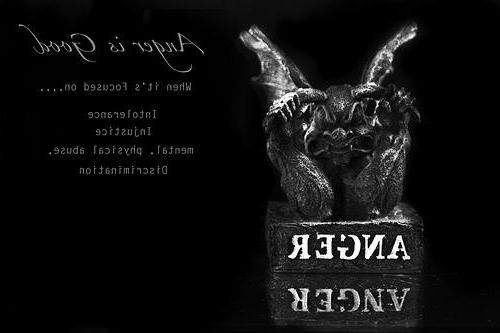 Anger is Good
When it's Focused on....
Intolerance
Injustice
mental, physical, abuse,
Discrimination
ANGER
ANGER